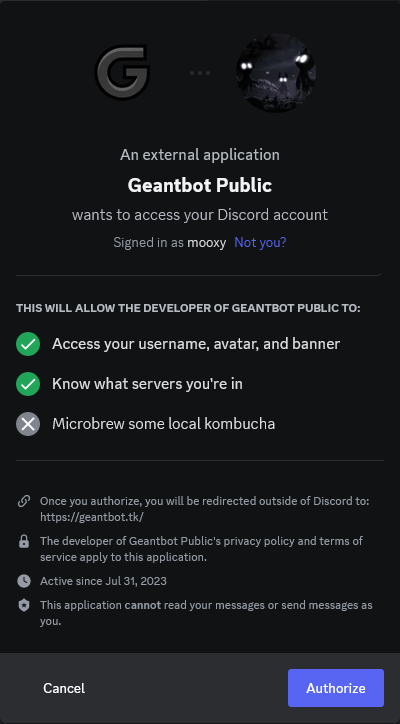 An external application
Geantbot Public
wants to access your Discord account
Signed in as mooxy Not you?
THIS WILL ALLOW THE DEVELOPER OF GEANTBOT PUBLIC TO:
Access your username, avatar, and banner
Know what servers you're in
Microbrew some local kombucha
Once you authorize, you will be redirected outside of Discord to:
https://geantbot.tk/
The developer of Geantbot Public's privacy policy and terms of
service apply to this application.
Active since Jul 31, 2023
This application cannot read your messages or send messages as
you.
Cancel
Authorize